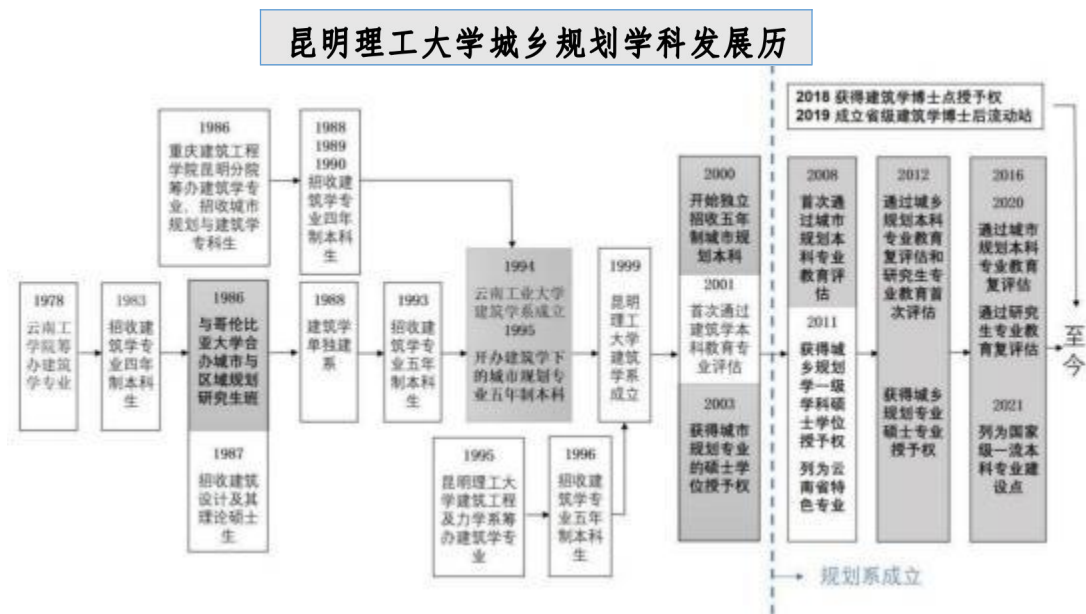 昆明理工大学城乡规划学科发展历
2018 获得建筑学博士点授予权
2019 成立省级建筑学博士后流动站
1986
重庆建筑工程
学院昆明分院
筹办建筑学专
业、招收城市
规划与建筑学
专科生
1988
1989
1990
招收建
筑学专
业四年
制本科
生
1978
云南工
学院筹
办建筑
学专业
1983
招收建
筑学专
业四年
制本科
生
1986
与哥伦比
亚大学合
办城市与
区域规划
研究生班
1987
招收建筑
设计及其
理论硕士
生
1988
建筑学
单独建
系
1993
招收建
筑学专
业五年
制本科
生
1994
云南工业大学
建筑学系成立
1995
开办建筑学下
的城市规划专
业五年制本科
1995
昆明理工大
学建筑工程
及力学系筹
办建筑学专
业
1996
招收建
筑学专
业五年
制本科
生
1999
昆明
理工
大学
建筑
学系
成立
2000
开始独立
招收五年
制城市规
划本科
2001
首次通过
建筑学本
科教育专
业评估
2003
获得城市
规划专业
的硕士学
位授予权
2008
首次通
过城市
规划本
科专业
教育评
估
2011
获得城
乡规划
学一级
学科硕
士学位
授予权
列为云
南省特
色专业
2012
通过城乡
规划本科
专业教育
复评估和
研究生专
业教育首
次评估
获得城乡
规划专业
硕士专业
授予权
2016
2020
通过城市
规划本科
专业教育
复评估
通过研究
生专业教
育复评估
2021
列为国家
级一流本
科专业建
设点
至
今
规划系成立